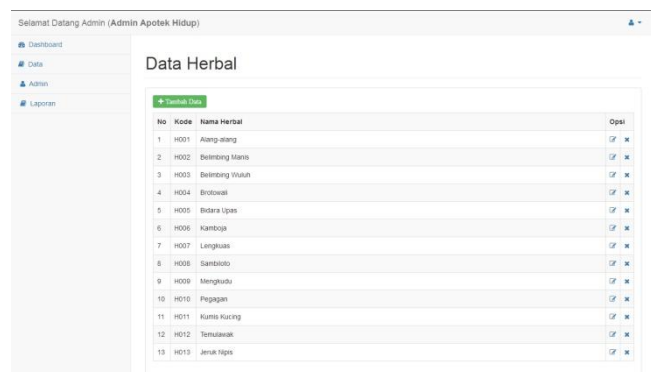 Selamat Datang Admin (Admin Apotek Hidup)
Dashboard
Data
Admin
Laporan
Data Herbal
Tambah Data
No Kode Nama Herbal Opsi
1 H001 Alang-alang
2 H002 Belimbing Manis
3 H003 Belimbing Wuluh
4 H004 Brotowali
5 H005 Bidara Upas
6 H006 Kamboja
7 H007 Lengkuas
8 H008 Sambiloto
9 H009 Mengkudu
10 H010 Pegagan
11 H011 Kumis Kucing
12 H012 Temulawak
13 H013 Jeruk Nipis